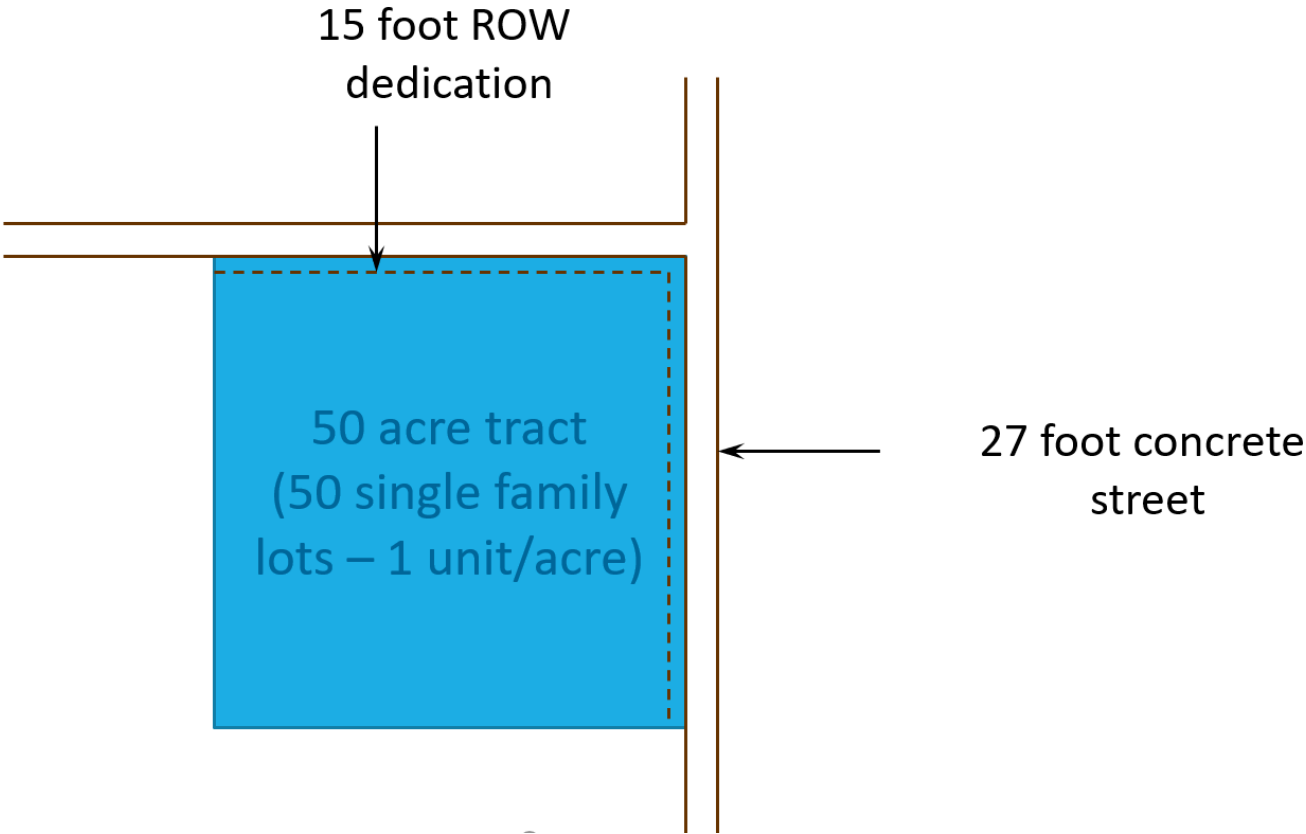 15 foot ROW
dedication
50 acre tract
(50 single family
lots – 1 unit/acre)
27 foot concrete
street